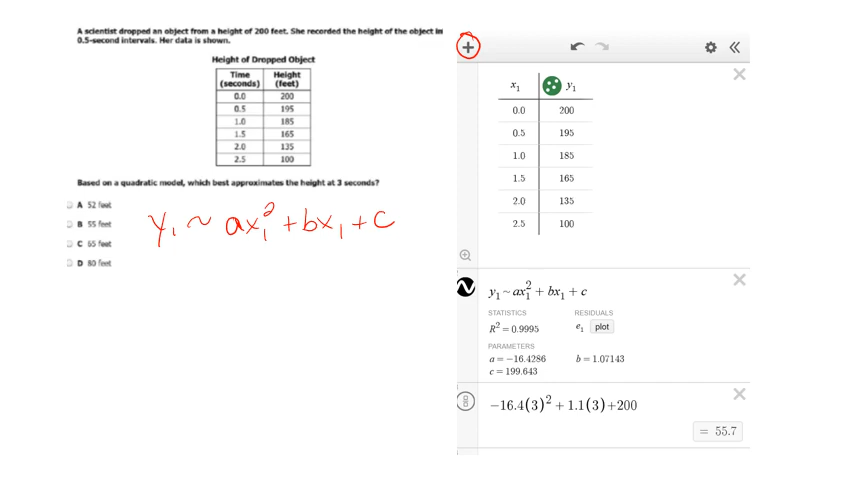 A scientist dropped an object from a height of 200 feet. She recorded the height of the object in
0.5-second intervals. Her data is shown.
Height of Dropped Object
Time (seconds) Height (feet)
0.0 200
0.5 195
1.0 185
1.5 165
2.0 135
2.5 100
Based on a quadratic model, which best approximates the height at 3 seconds?
A 52 feet
B 55 feet
C 65 feet
D 80 feet
y₁ ~ ax₁² + bx₁ + c
x₁ y₁
0.0 200
0.5 195
1.0 185
1.5 165
2.0 135
2.5 100
y₁ ~ ax₁² + bx₁ + c
STATISTICS RESIDUALS
R² = 0.9995 e₁ plot
PARAMETERS
a = −16.4286 b = 1.07143
c = 199.643
−16.4(3)² + 1.1(3)+200
= 55.7